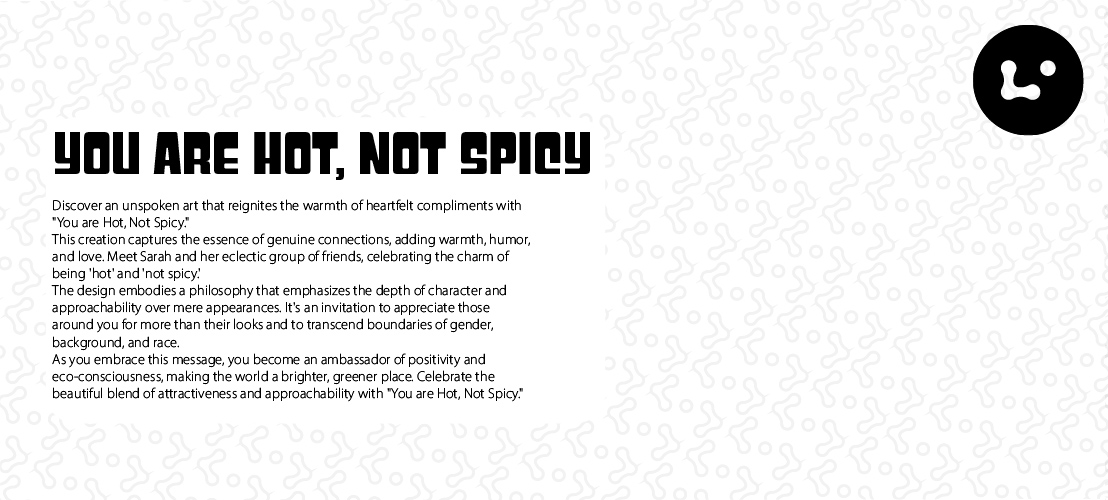 YOU ARE HOT, NOT SPICY
Discover an unspoken art that reignites the warmth of heartfelt compliments with
"You are Hot, Not Spicy."
This creation captures the essence of genuine connections, adding warmth, humor,
and love. Meet Sarah and her eclectic group of friends, celebrating the charm of
being 'hot' and 'not spicy.'
The design embodies a philosophy that emphasizes the depth of character and
approachability over mere appearances. It's an invitation to appreciate those
around you for more than their looks and to transcend boundaries of gender,
background, and race.
As you embrace this message, you become an ambassador of positivity and
eco-consciousness, making the world a brighter, greener place. Celebrate the
beautiful blend of attractiveness and approachability with "You are Hot, Not Spicy."